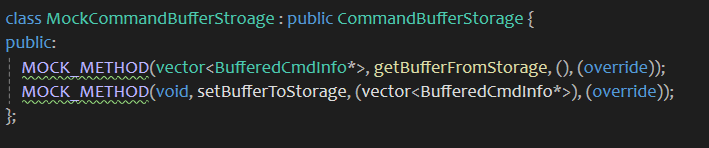 class MockCommandBufferStroage : public CommandBufferStorage {
public:
MOCK_METHOD(vector<BufferedCmdInfo*>, getBufferFromStorage, (), (override));
MOCK_METHOD(void, setBufferToStorage, (vector<BufferedCmdInfo*>), (override));
};